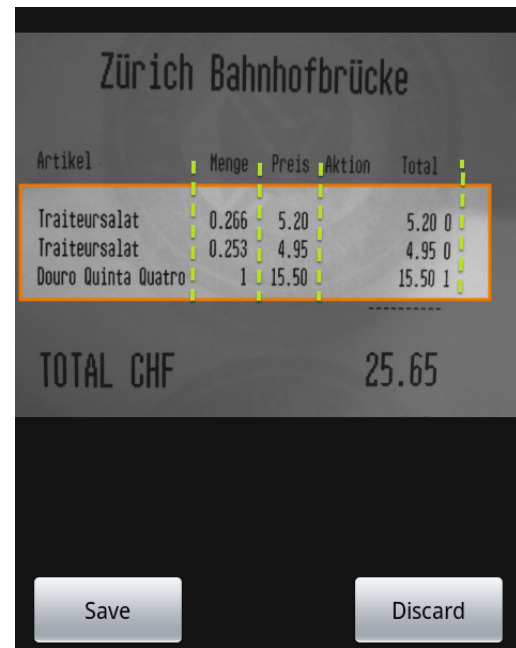 Zürich Bahnhofbrücke
Artikel Menge Preis Aktion Total
Traiteursalat 0.266 5.20 5.20 0
Traiteursalat 0.253 4.95 4.95 0
Douro Quinta Quatro 1 15.50 15.50 1
----------
TOTAL CHF 25.65
Save Discard